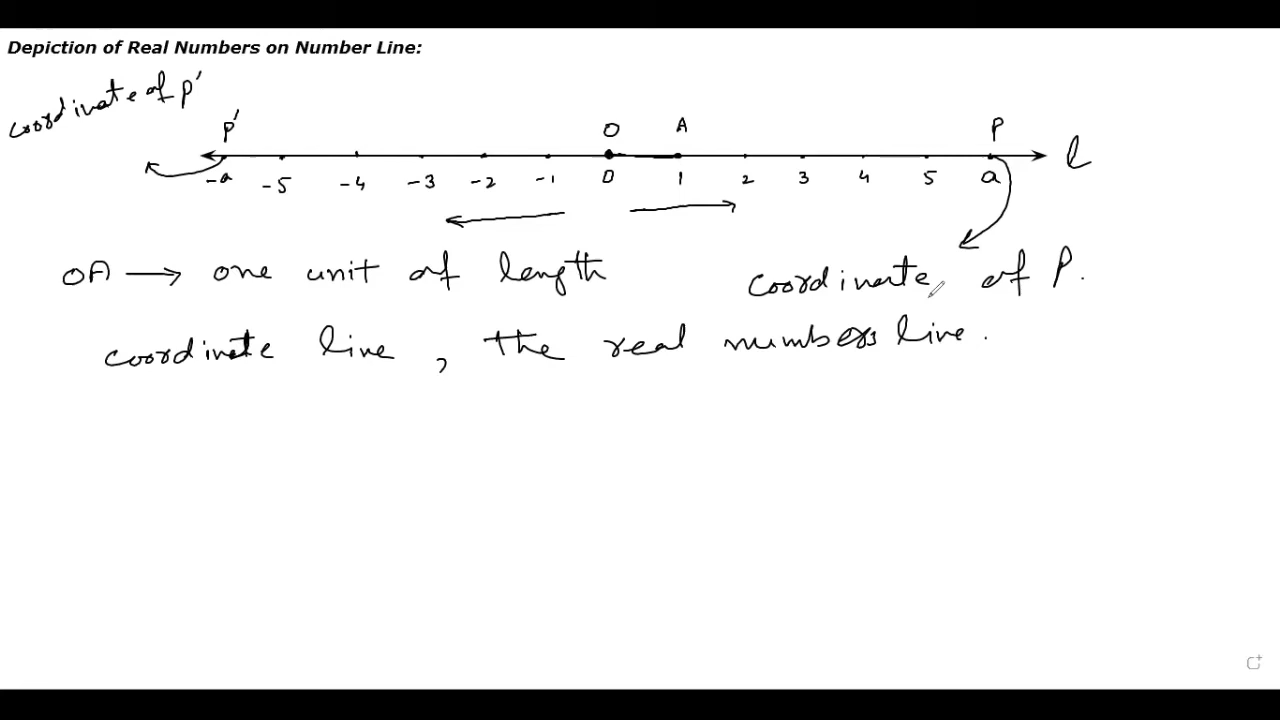 Depiction of Real Numbers on Number Line:
coordinate of P'
P' O A P
l
-a -5 -4 -3 -2 -1 0 1 2 3 4 5 a
OA → one unit of length
coordinate of P.
coordinate line, the real numbers line.